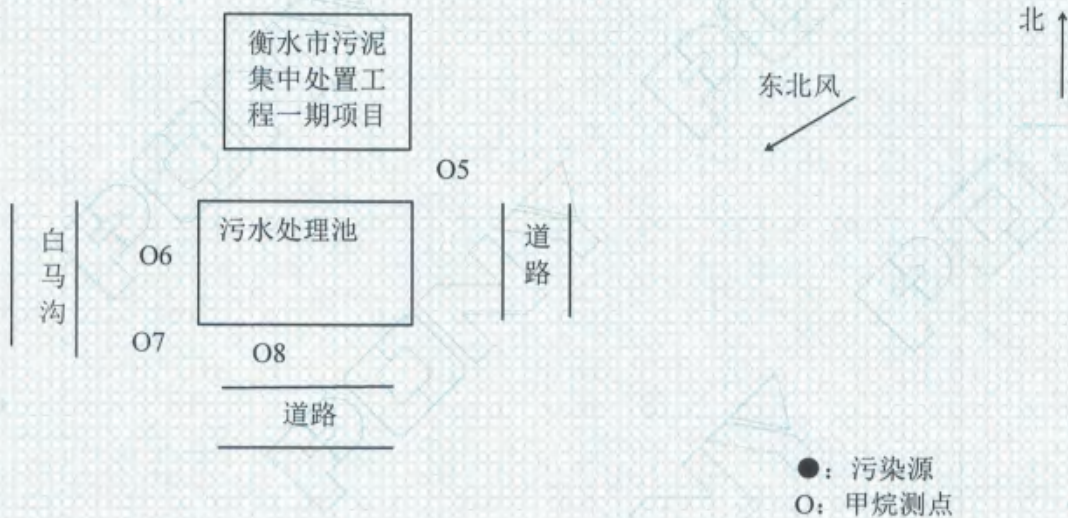 北
衡水市污泥
集中处置工
程一期项目
东北风
O5
污水处理池
白马沟
O6
道路
O7
O8
道路
●：污染源
O：甲烷测点